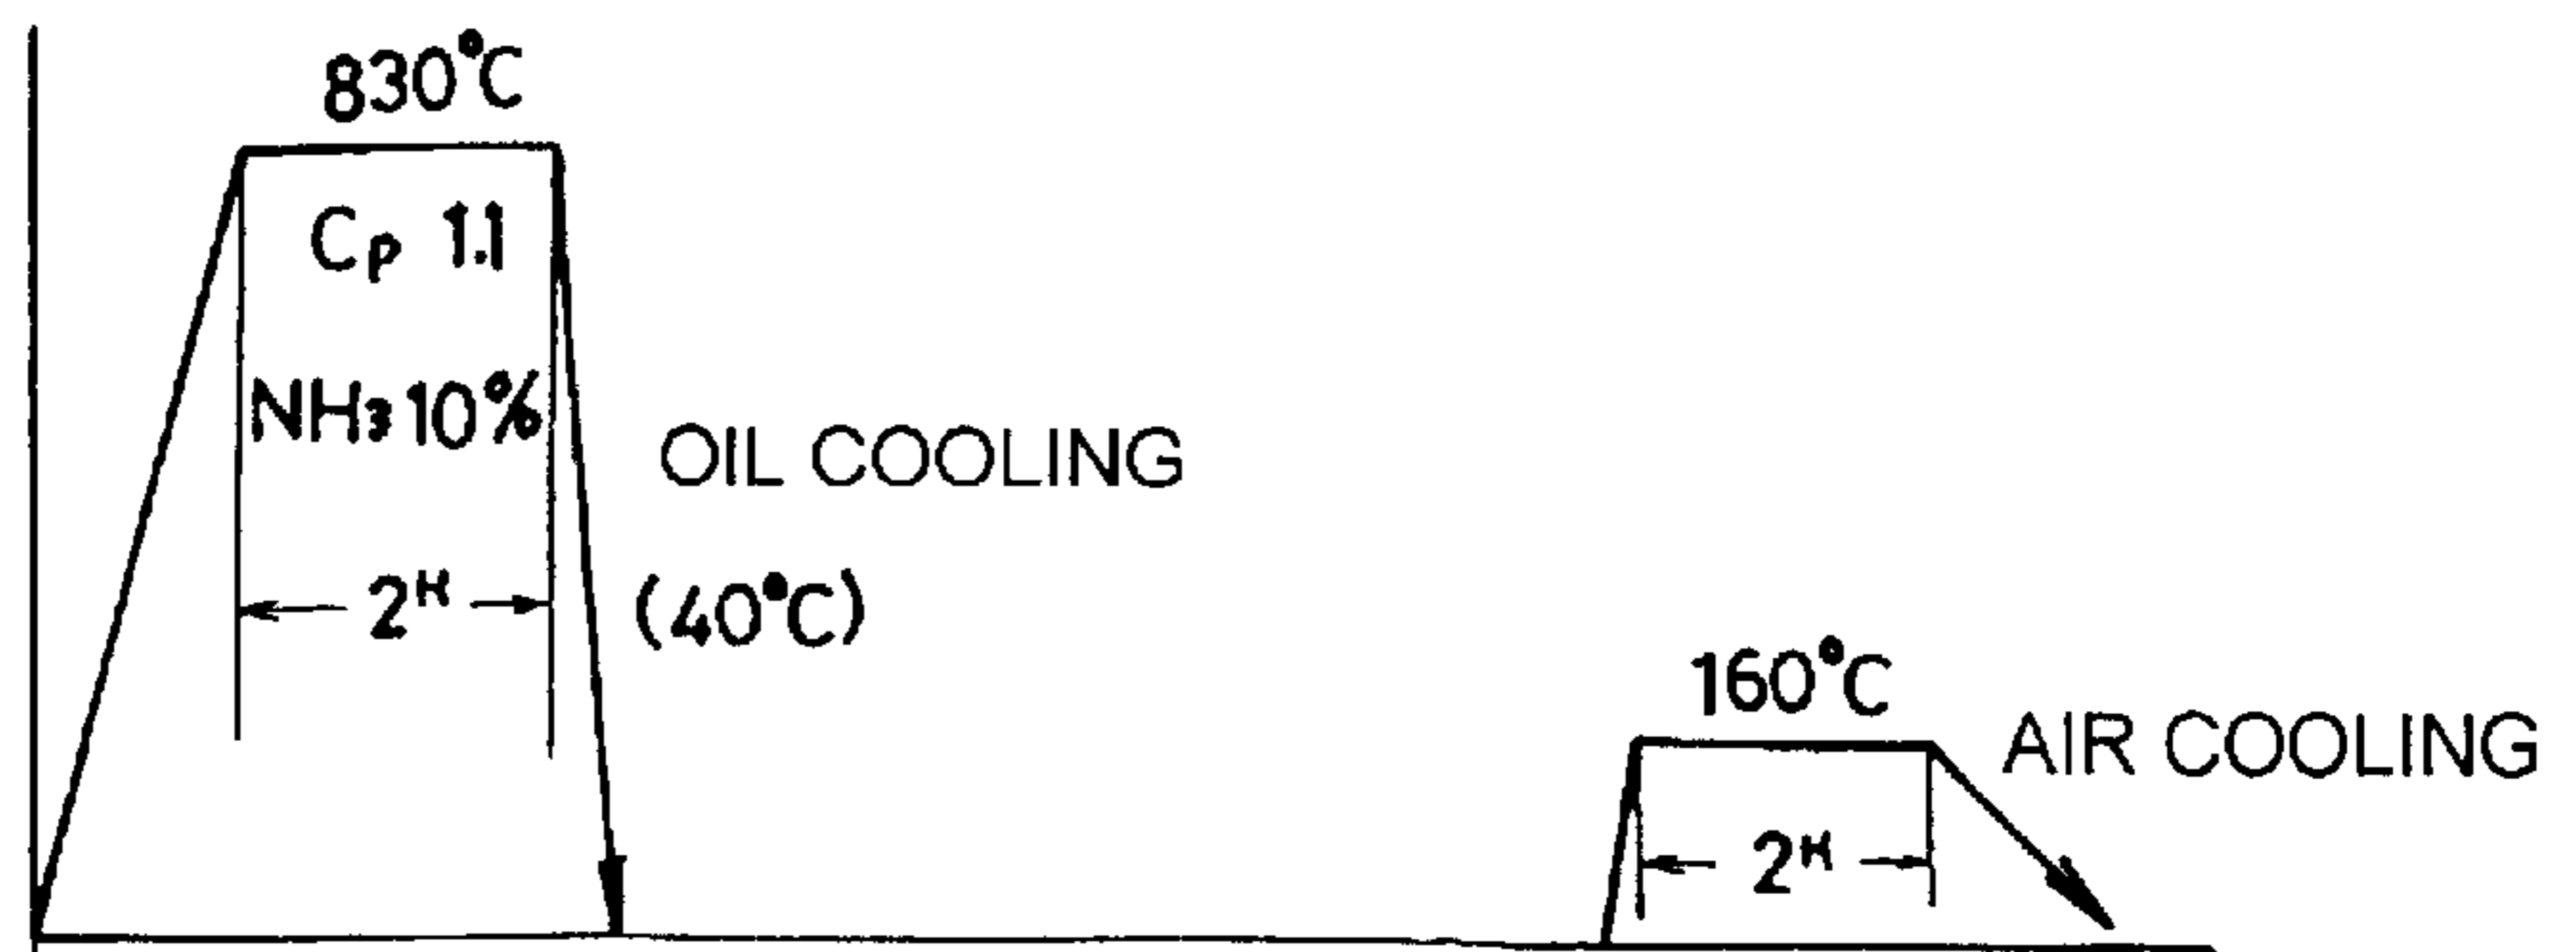 830°C
Cp 1.1
NH₃ 10%
OIL COOLING
2ᴴ
(40°C)
160°C
AIR COOLING
2ᴴ